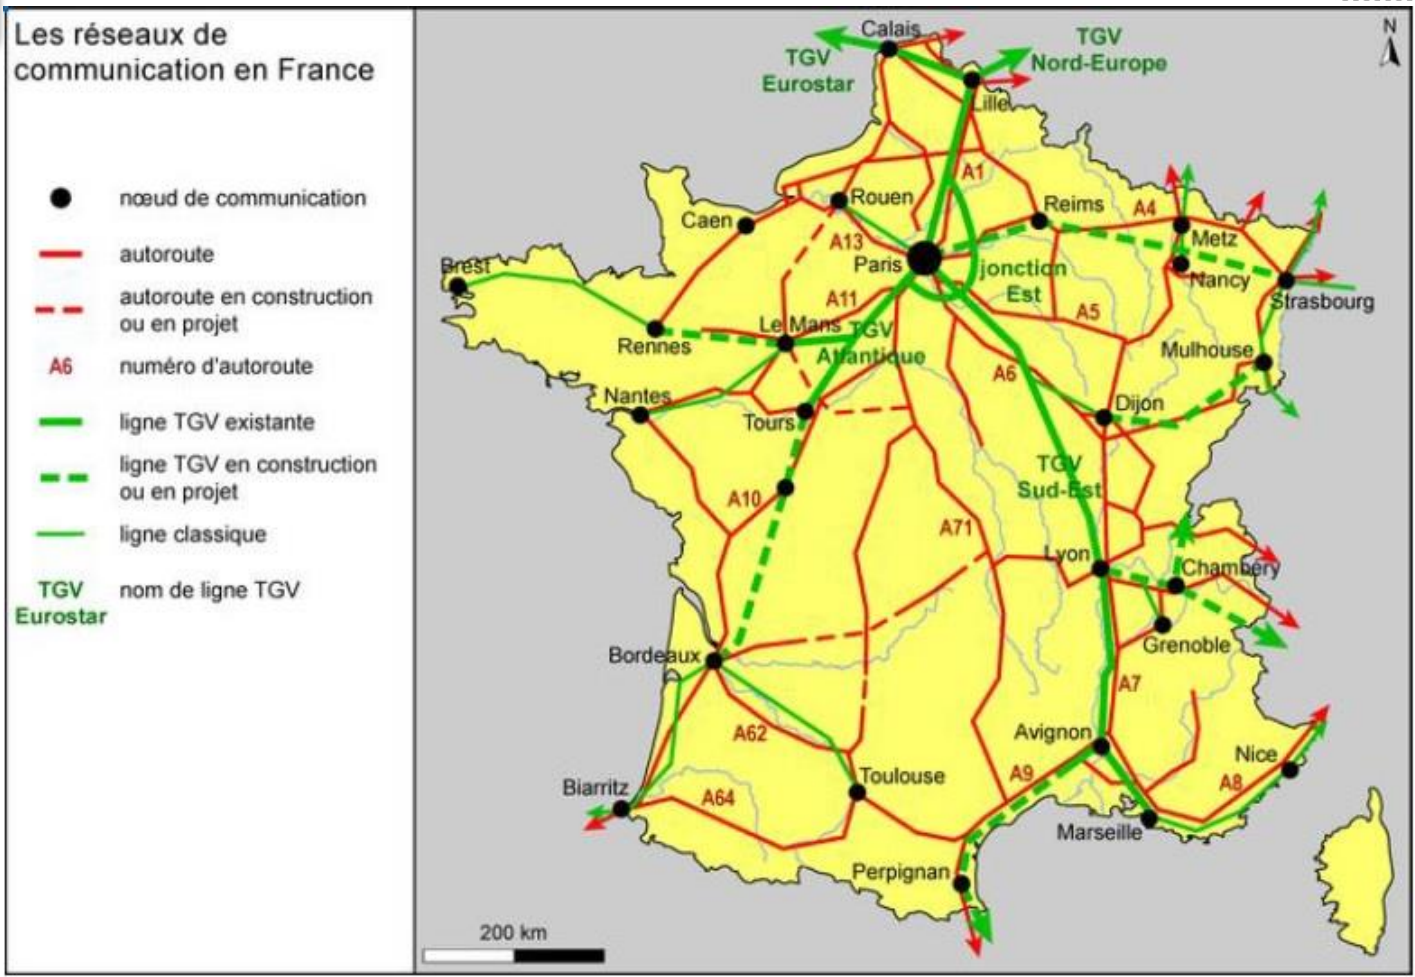 Les réseaux de
communication en France
nœud de communication
autoroute
autoroute en construction
ou en projet
A6
numéro d'autoroute
ligne TGV existante
ligne TGV en construction
ou en projet
ligne classique
TGV
Eurostar
nom de ligne TGV
N
Calais
TGV
Eurostar
TGV
Nord-Europe
Lille
A1
Rouen
Reims
A4
Caen
A13
Metz
Paris
jonction
Est
Nancy
Brest
Strasbourg
A11
A5
Le Mans
TGV
Atlantique
Rennes
Mulhouse
A6
Nantes
Dijon
Tours
TGV
Sud-Est
A10
A71
Lyon
Chambéry
Grenoble
Bordeaux
A7
A62
Avignon
Nice
Biarritz
A64
Toulouse
A9
A8
Marseille
Perpignan
200 km